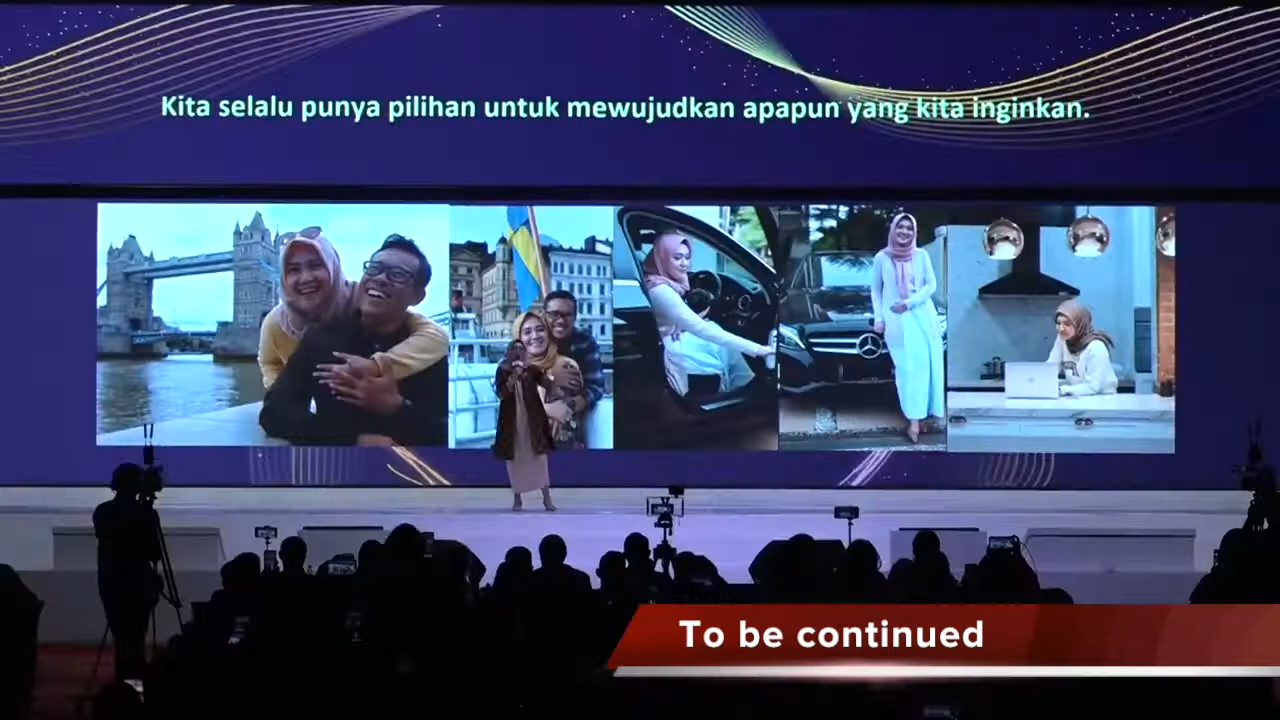 Kita selalu punya pilihan untuk mewujudkan apapun yang kita inginkan.
To be continued